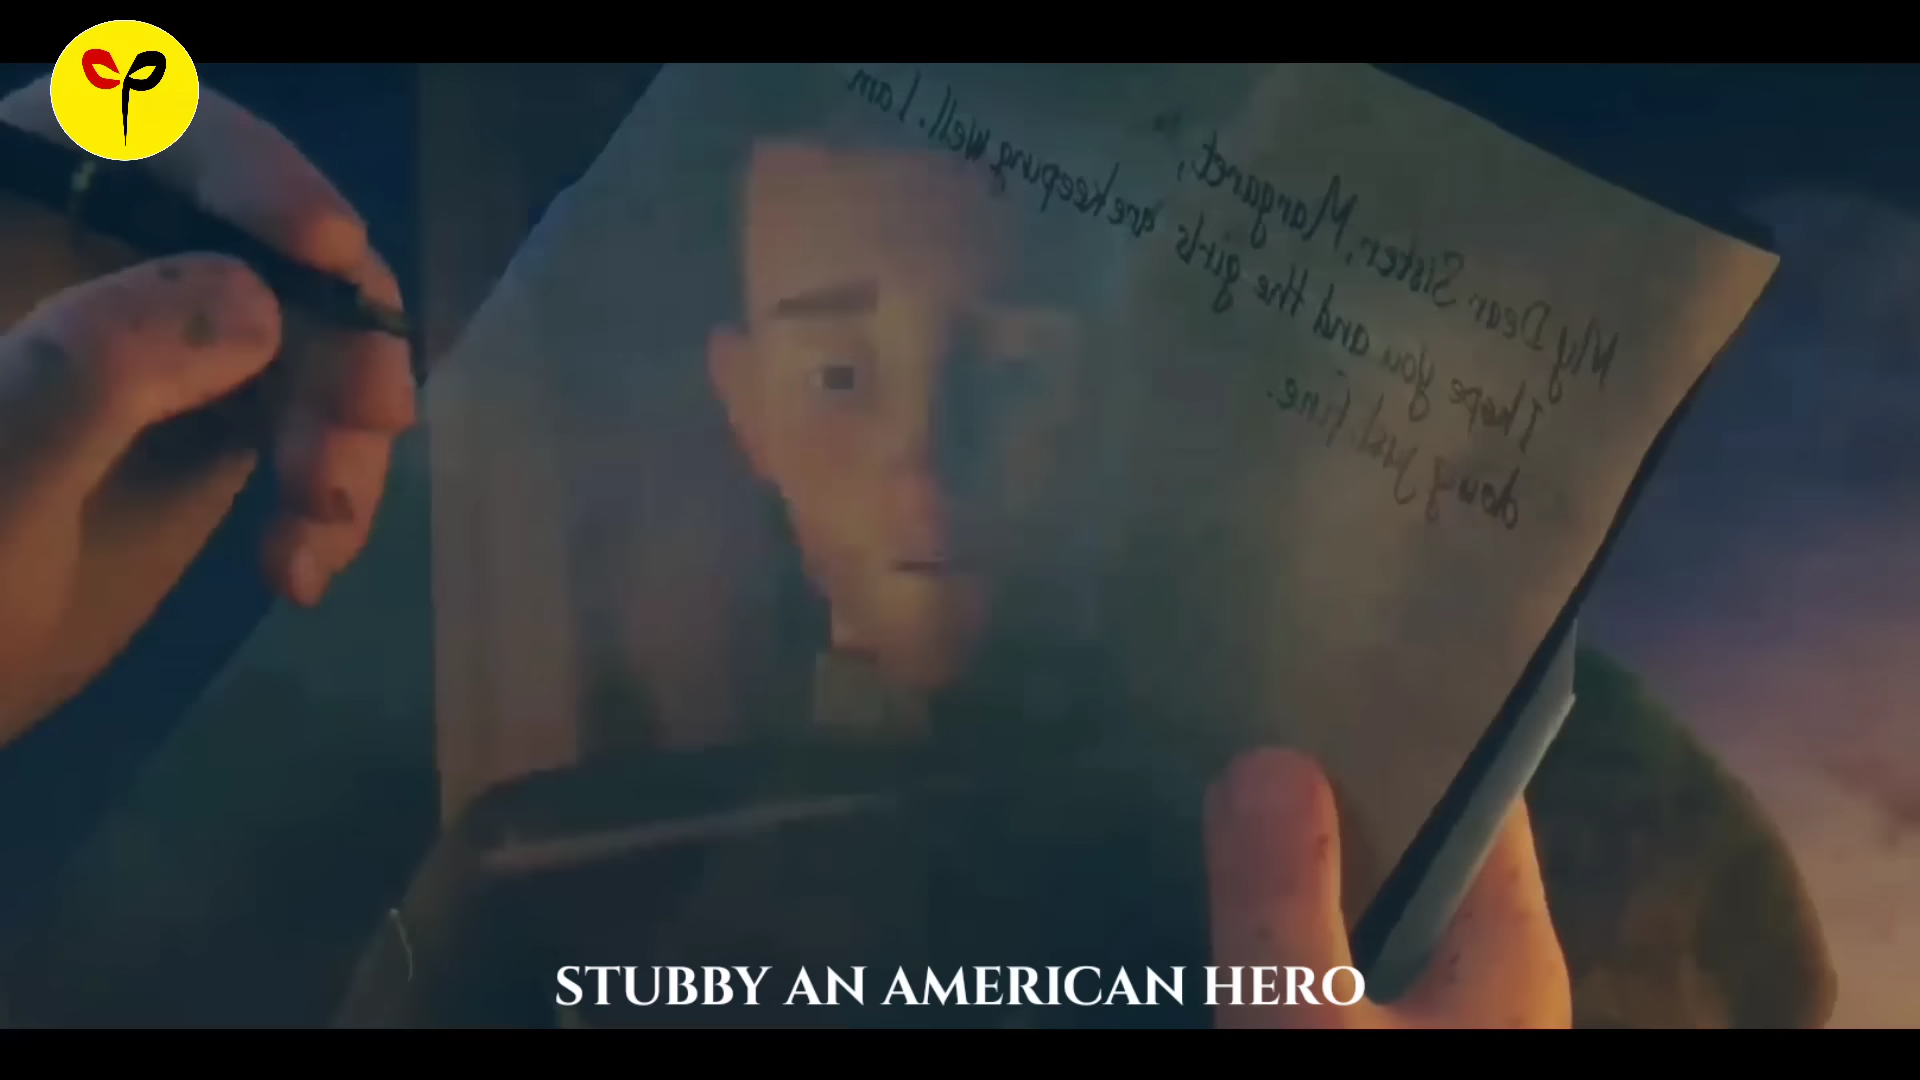 My Dear Sister, Margaret,
I hope you and the girls are keeping well. I am
doing just fine.
STUBBY AN AMERICAN HERO